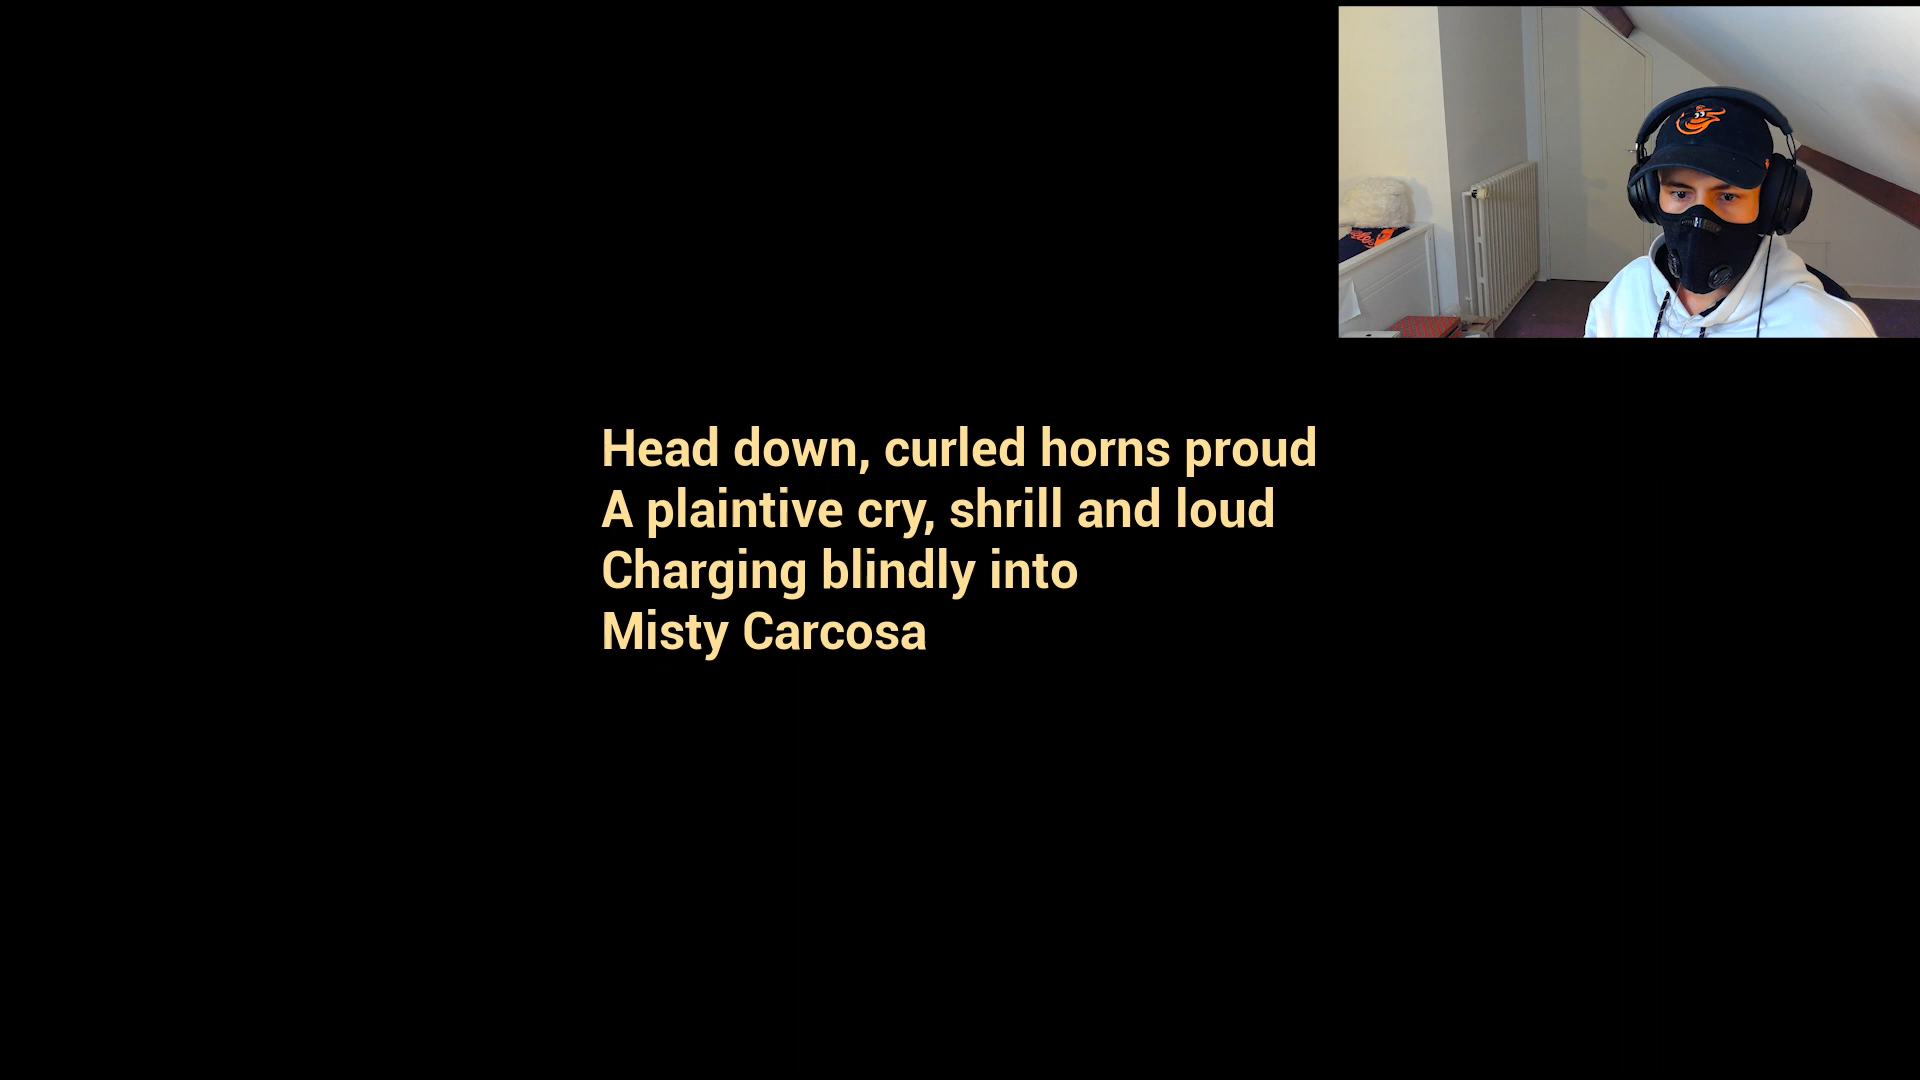 Head down, curled horns proud
A plaintive cry, shrill and loud
Charging blindly into
Misty Carcosa